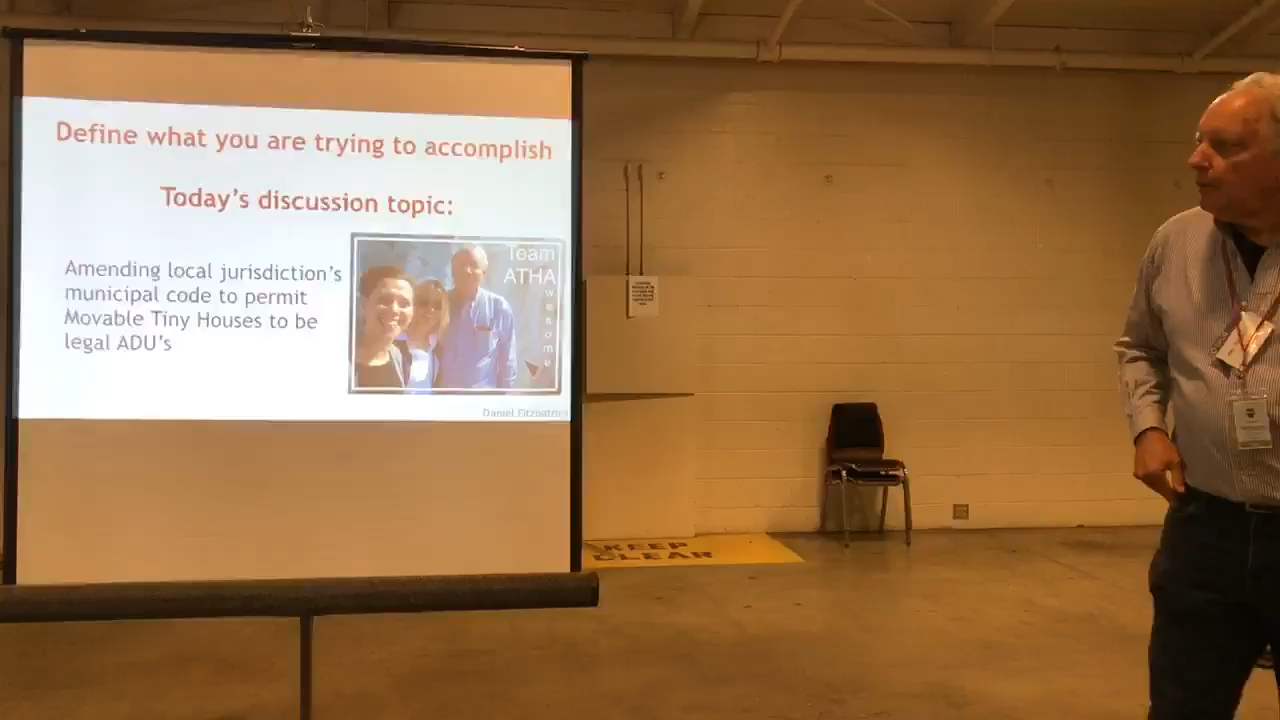 Define what you are trying to accomplish
Today's discussion topic:
Amending local jurisdiction's
municipal code to permit
Movable Tiny Houses to be
legal ADU's
Team
ATHA
w
e
s
o
m
e
Daniel Fitzpatrick
KEEP
CLEAR